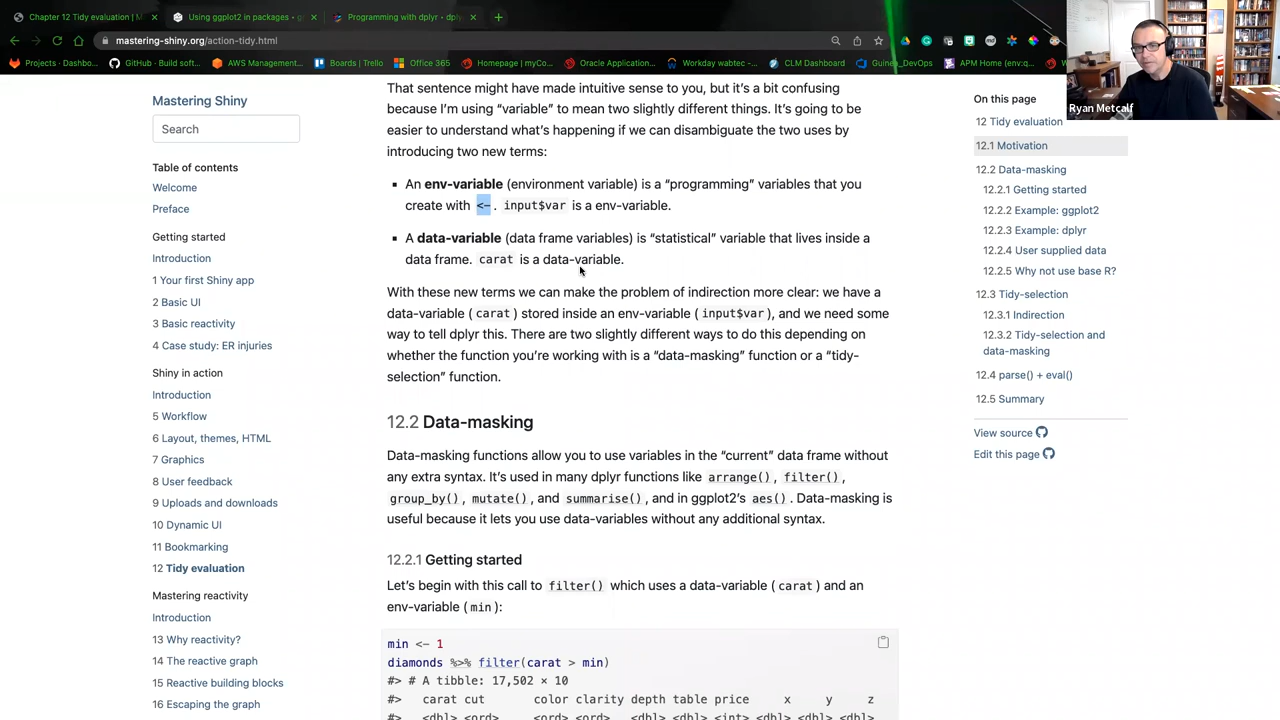 Chapter 12 Tidy evaluation | M
Using ggplot2 in packages • g
Programming with dplyr • dply
mastering-shiny.org/action-tidy.html
Projects - Dashbo...
GitHub · Build soft...
AWS Management...
Boards | Trello
Office 365
Homepage | myCo...
Oracle Application...
Workday wabtec -...
CLM Dashboard
Guinea_DevOps
APM Home (env:q...
Ryan Metcalf
Mastering Shiny
Search
Table of contents
Welcome
Preface
Getting started
Introduction
1 Your first Shiny app
2 Basic UI
3 Basic reactivity
4 Case study: ER injuries
Shiny in action
Introduction
5 Workflow
6 Layout, themes, HTML
7 Graphics
8 User feedback
9 Uploads and downloads
10 Dynamic UI
11 Bookmarking
12 Tidy evaluation
Mastering reactivity
Introduction
13 Why reactivity?
14 The reactive graph
15 Reactive building blocks
16 Escaping the graph
That sentence might have made intuitive sense to you, but it's a bit confusing
because I'm using "variable" to mean two slightly different things. It's going to be
easier to understand what's happening if we can disambiguate the two uses by
introducing two new terms:
▪ An env-variable (environment variable) is a "programming" variables that you
create with <- . input$var is a env-variable.
▪ A data-variable (data frame variables) is "statistical" variable that lives inside a
data frame. carat is a data-variable.
With these new terms we can make the problem of indirection more clear: we have a
data-variable ( carat ) stored inside an env-variable ( input$var ), and we need some
way to tell dplyr this. There are two slightly different ways to do this depending on
whether the function you're working with is a "data-masking" function or a "tidy-
selection" function.
12.2 Data-masking
Data-masking functions allow you to use variables in the "current" data frame without
any extra syntax. It's used in many dplyr functions like arrange() , filter() ,
group_by() , mutate() , and summarise() , and in ggplot2's aes() . Data-masking is
useful because it lets you use data-variables without any additional syntax.
12.2.1 Getting started
Let's begin with this call to filter() which uses a data-variable ( carat ) and an
env-variable ( min ):
min <- 1
diamonds %>% filter(carat > min)
#> # A tibble: 17,502 × 10
#> carat cut color clarity depth table price x y z
#> <dbl> <ord> <ord> <ord> <dbl> <dbl> <int> <dbl> <dbl> <dbl>
On this page
12 Tidy evaluation
12.1 Motivation
12.2 Data-masking
12.2.1 Getting started
12.2.2 Example: ggplot2
12.2.3 Example: dplyr
12.2.4 User supplied data
12.2.5 Why not use base R?
12.3 Tidy-selection
12.3.1 Indirection
12.3.2 Tidy-selection and
data-masking
12.4 parse() + eval()
12.5 Summary
View source
Edit this page